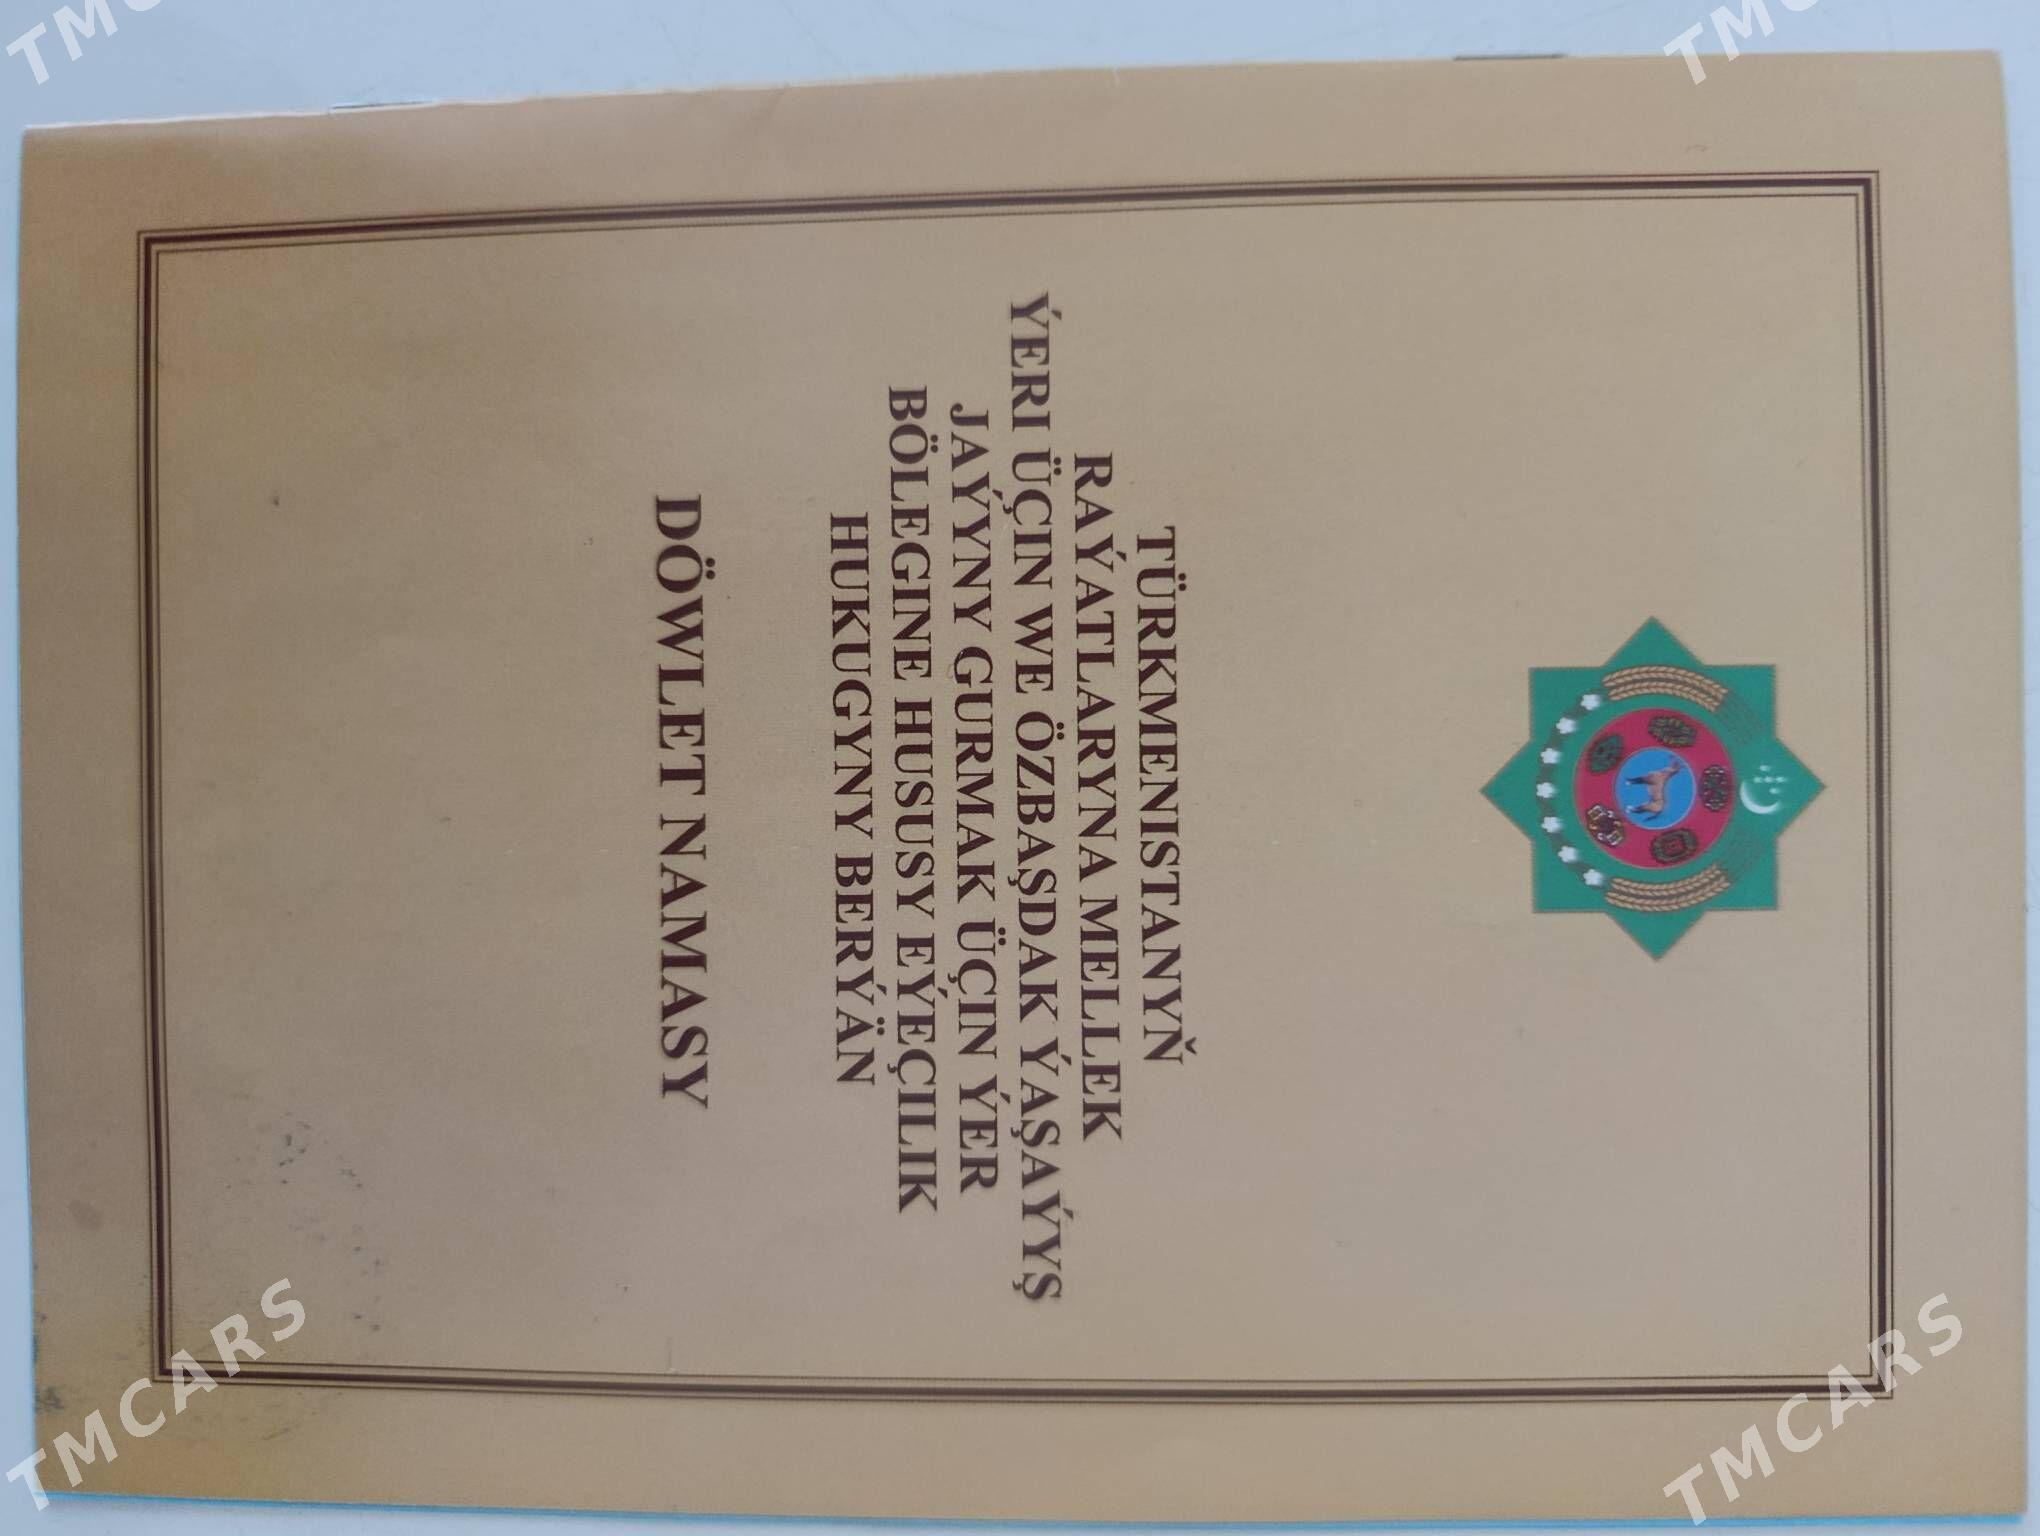 TÜRKMENISTANYŇ
RAÝATLARYNA MELLEK
ÝERI ÜÇIN WE ÖZBAŞDAK ÝAŞAÝYŞ
JAÝYNY GURMAK ÜÇIN ÝER
BÖLEGINE HUSUSY EÝEÇILIK
HUKUGYNY BERÝÄN
DÖWLET NAMASY
TMCARS
TMCARS